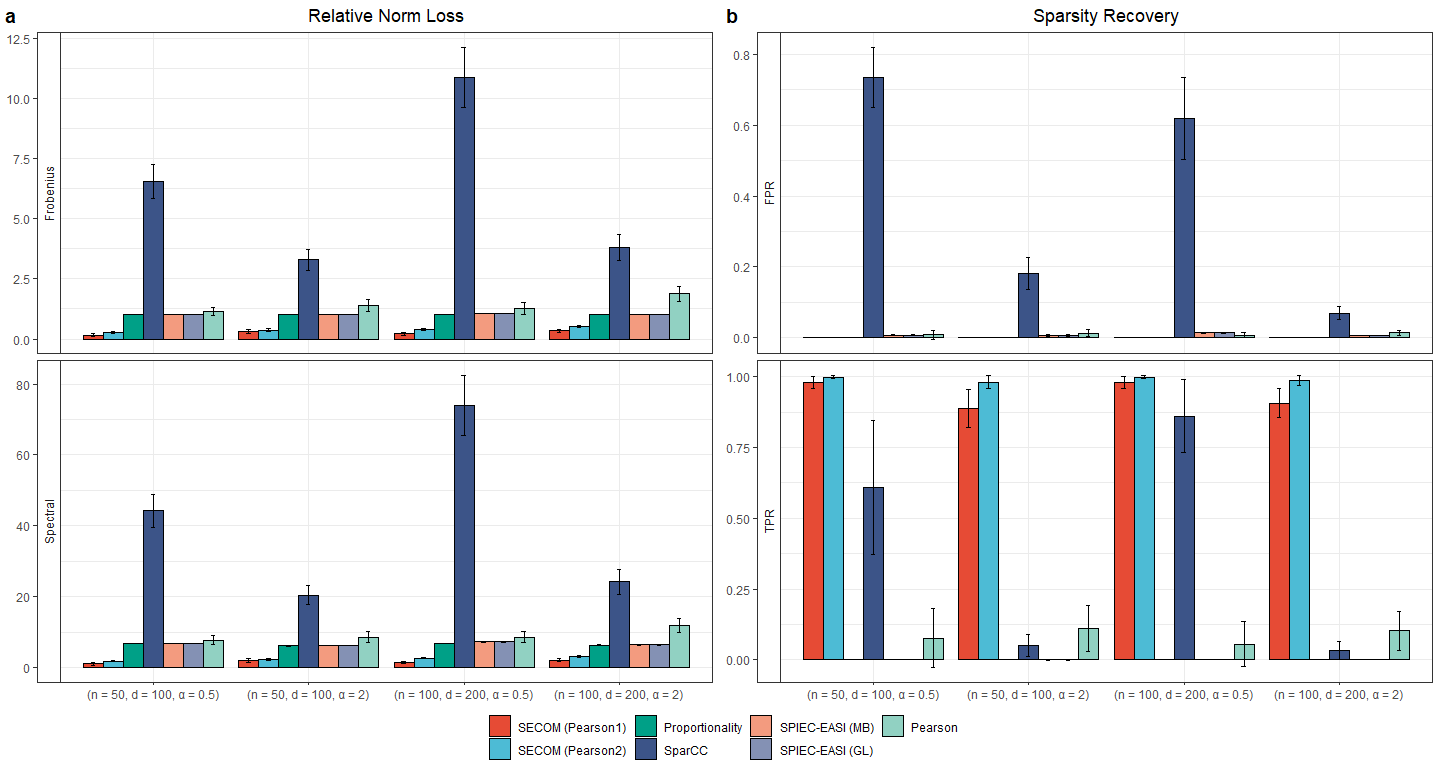 a
Relative Norm Loss
Frobenius
12.5
10.0
7.5
5.0
2.5
0.0
Spectral
80
60
40
20
0
(n = 50, d = 100, α = 0.5)
(n = 50, d = 100, α = 2)
(n = 100, d = 200, α = 0.5)
(n = 100, d = 200, α = 2)
b
Sparsity Recovery
FPR
0.8
0.6
0.4
0.2
0.0
TPR
1.00
0.75
0.50
0.25
0.00
(n = 50, d = 100, α = 0.5)
(n = 50, d = 100, α = 2)
(n = 100, d = 200, α = 0.5)
(n = 100, d = 200, α = 2)
SECOM (Pearson1)
SECOM (Pearson2)
Proportionality
SparCC
SPIEC-EASI (MB)
SPIEC-EASI (GL)
Pearson